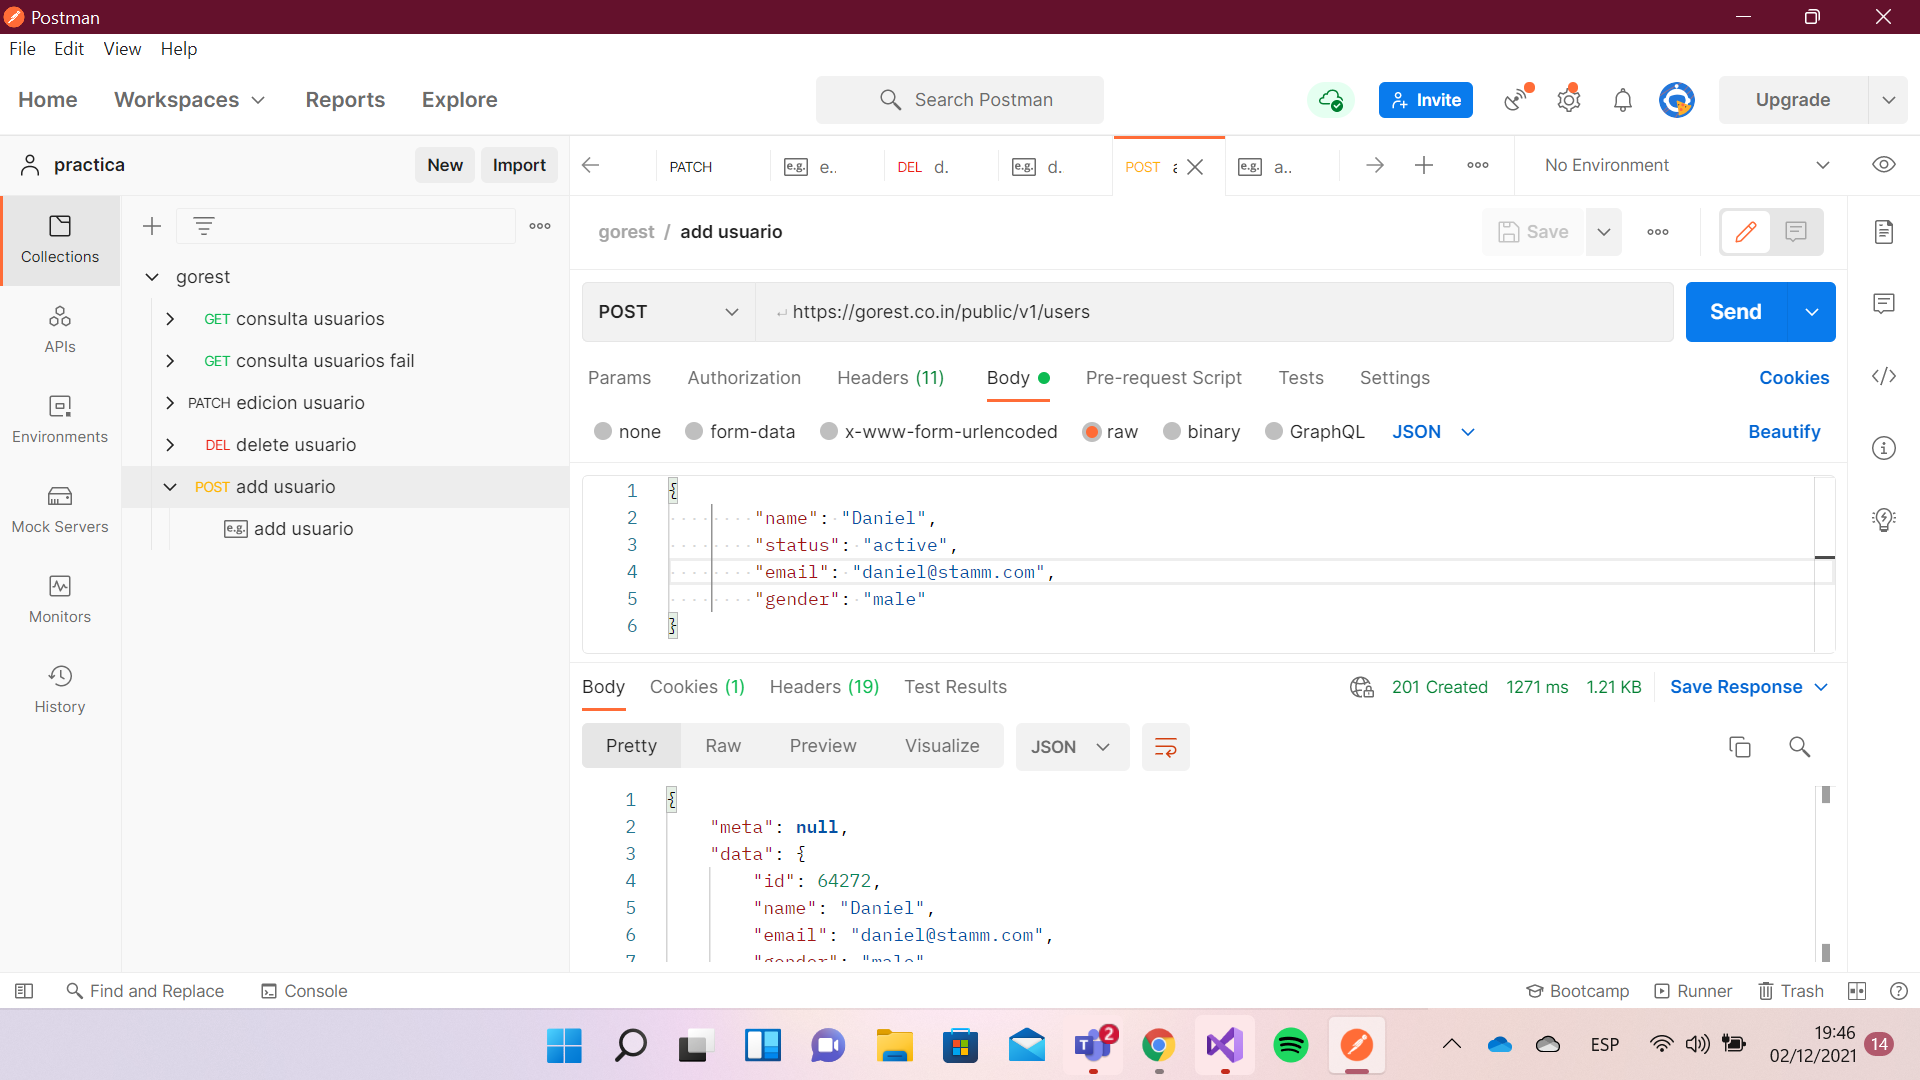 Postman
File Edit View Help
Home Workspaces Reports Explore Search Postman Invite Upgrade
practica New Import PATCH e.g. e.. DEL d. e.g. d. POST e.g. a.. No Environment
Collections
APIs
Environments
Mock Servers
Monitors
History
gorest
GET consulta usuarios
GET consulta usuarios fail
PATCH edicion usuario
DEL delete usuario
POST add usuario
e.g. add usuario
gorest / add usuario Save
POST https://gorest.co.in/public/v1/users Send
Params Authorization Headers (11) Body Pre-request Script Tests Settings Cookies
none form-data x-www-form-urlencoded raw binary GraphQL JSON Beautify
1 {
2 "name": "Daniel",
3 "status": "active",
4 "email": "daniel@stamm.com",
5 "gender": "male"
6 }
Body Cookies (1) Headers (19) Test Results 201 Created 1271 ms 1.21 KB Save Response
Pretty Raw Preview Visualize JSON
1 {
2 "meta": null,
3 "data": {
4 "id": 64272,
5 "name": "Daniel",
6 "email": "daniel@stamm.com",
7 "gender": "male"
Find and Replace Console Bootcamp Runner Trash
2 ESP 19:46 14
02/12/2021